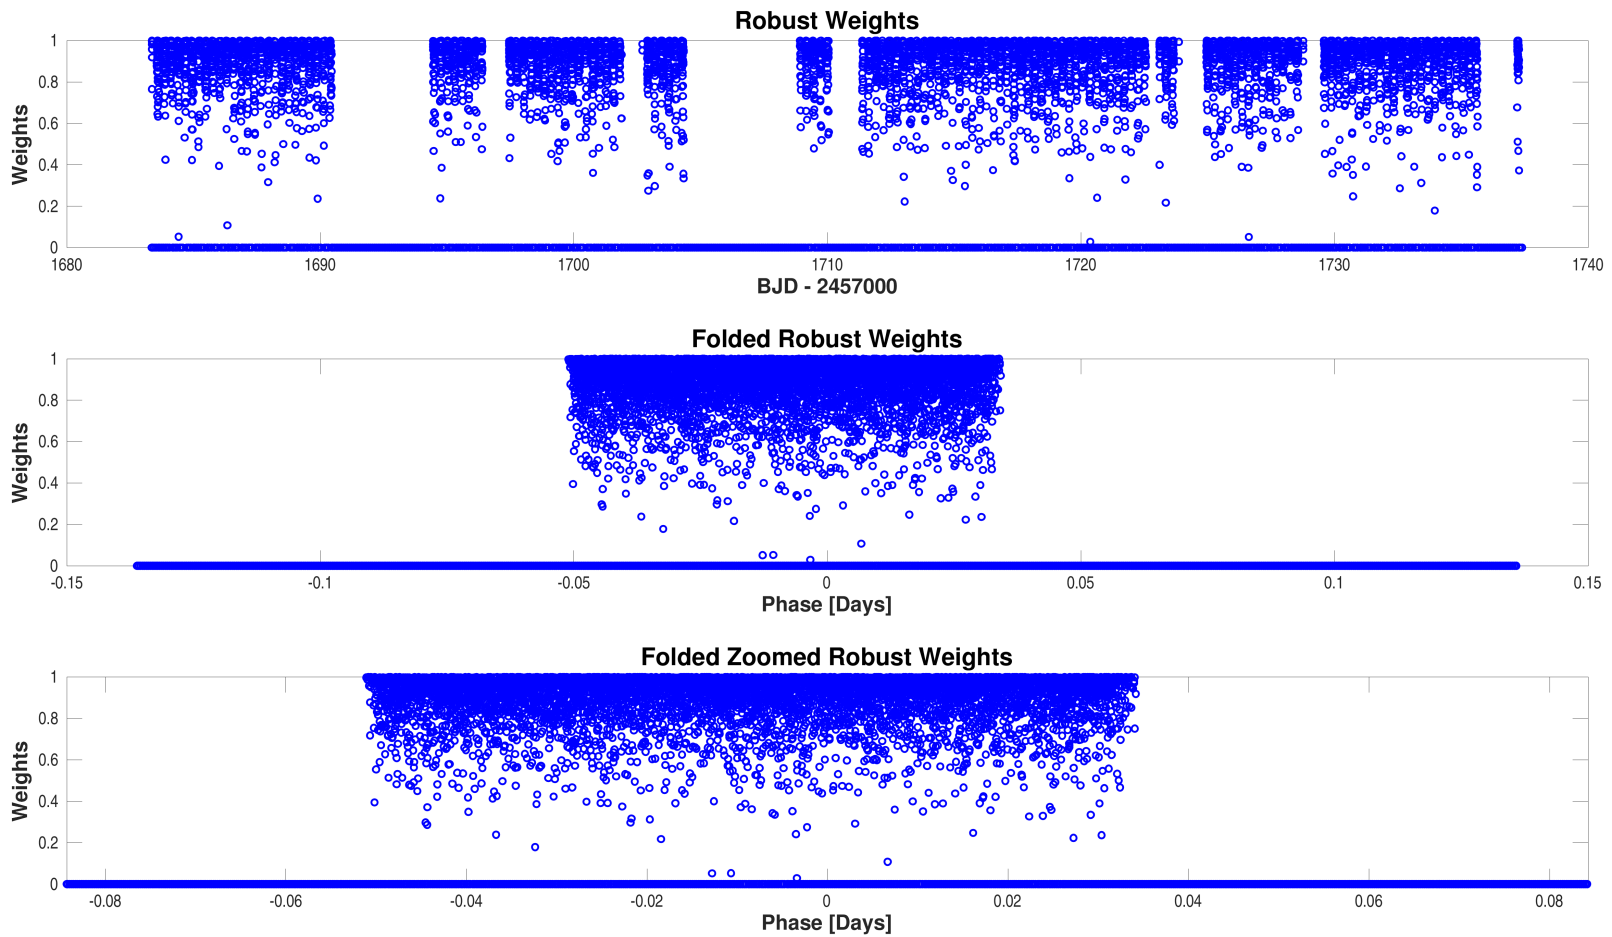 Robust Weights
1
0.8
0.6
0.4
0.2
0
Weights
1680 1690 1700 1710 1720 1730 1740
BJD - 2457000
Folded Robust Weights
1
0.8
0.6
0.4
0.2
0
Weights
-0.15 -0.1 -0.05 0 0.05 0.1 0.15
Phase [Days]
Folded Zoomed Robust Weights
1
0.8
0.6
0.4
0.2
0
Weights
-0.08 -0.06 -0.04 -0.02 0 0.02 0.04 0.06 0.08
Phase [Days]